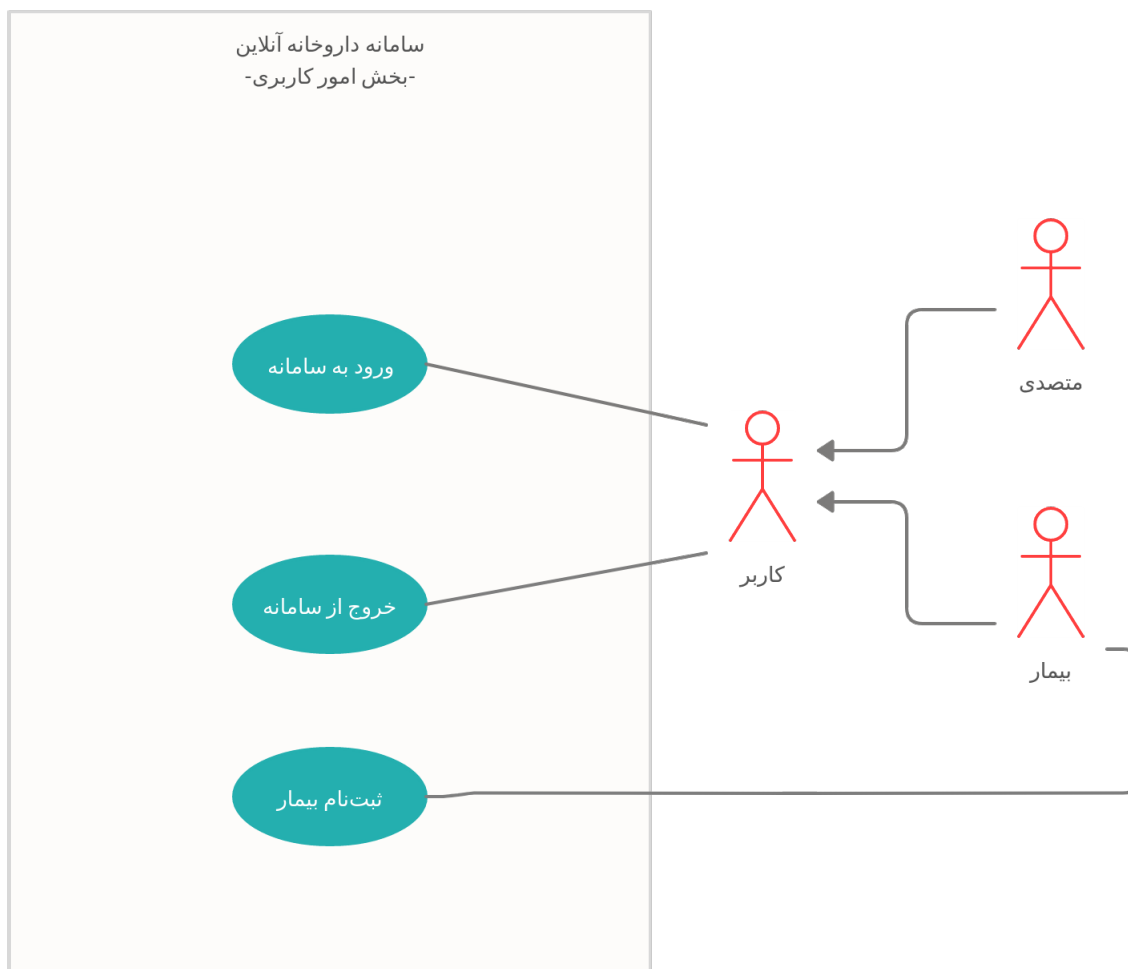 سامانه داروخانه آنلاین
-بخش امور کاربری-
متصدی
ورود به سامانه
کاربر
خروج از سامانه
بیمار
ثبت‌نام بیمار